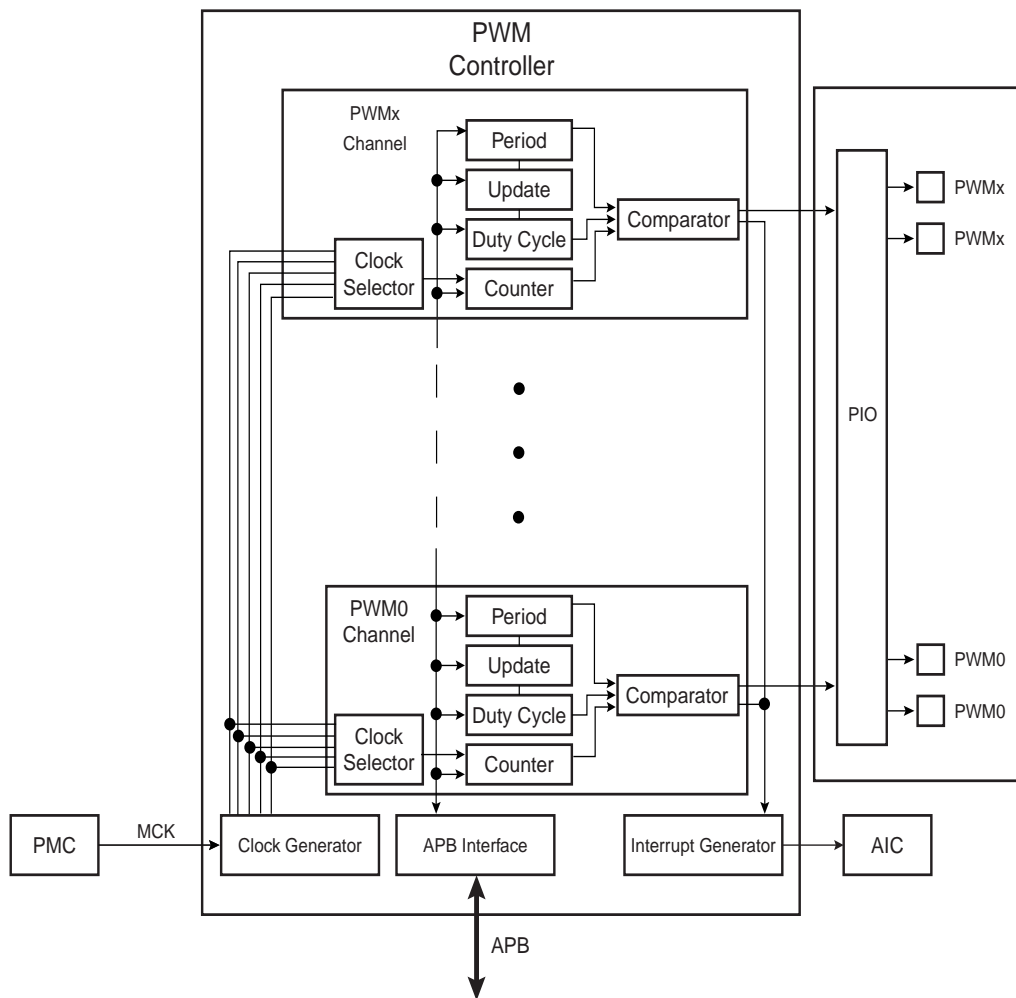 PWM
Controller
PWMx
Channel
Period
Update
Duty Cycle
Counter
Clock
Selector
Comparator
PIO
PWMx
PWMx
PWM0
Channel
Period
Update
Duty Cycle
Counter
Clock
Selector
Comparator
PWM0
PWM0
PMC
MCK
Clock Generator
APB Interface
Interrupt Generator
AIC
APB